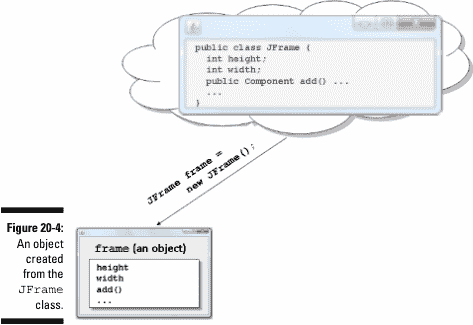 public class JFrame {
int height;
int width;
public Component add() ...
...
}
JFrame frame =
new JFrame();
Figure 20-4:
An object
created
from the
JFrame
class.
frame (an object)
height
width
add()
...